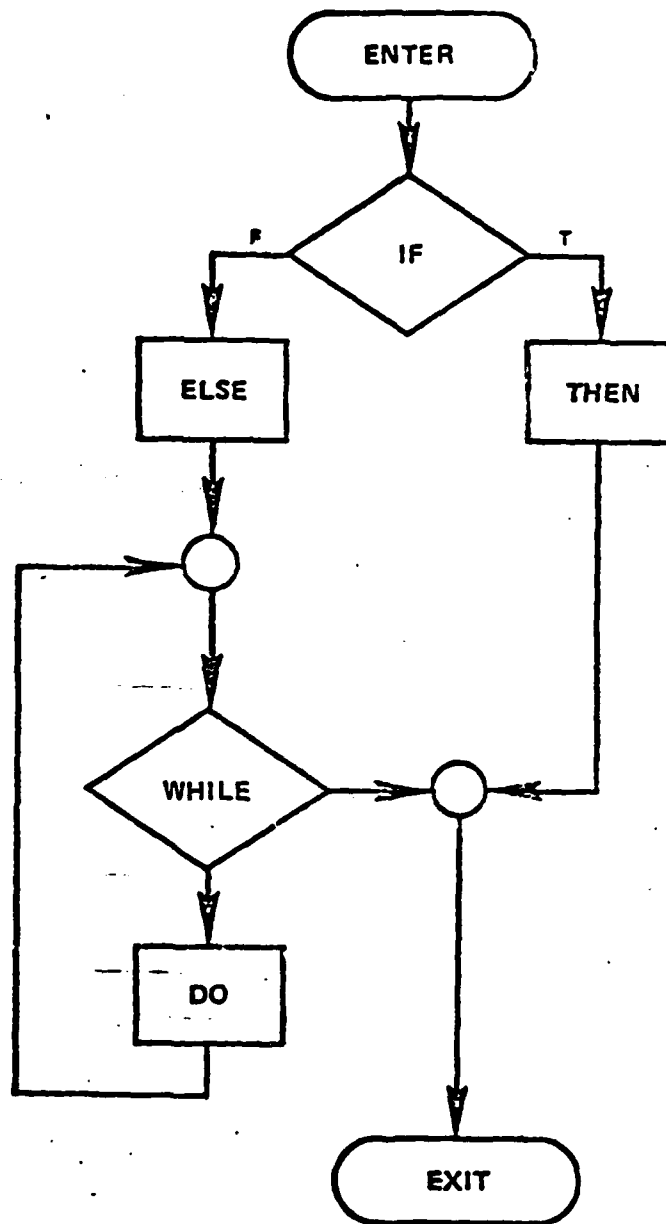 ENTER
F
IF
T
ELSE
THEN
WHILE
DO
EXIT